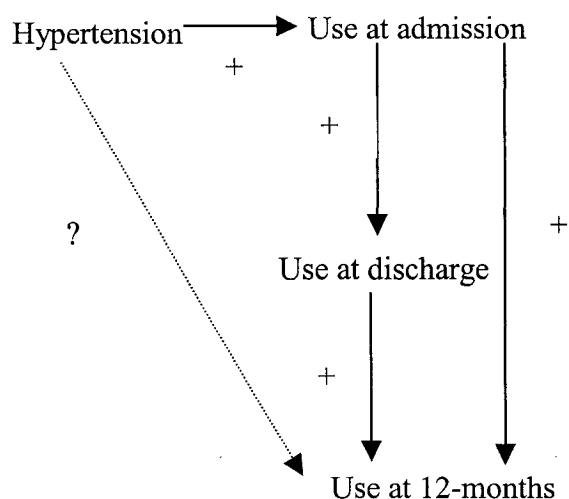 Hypertension
Use at admission
+
+
?
+
Use at discharge
+
Use at 12-months